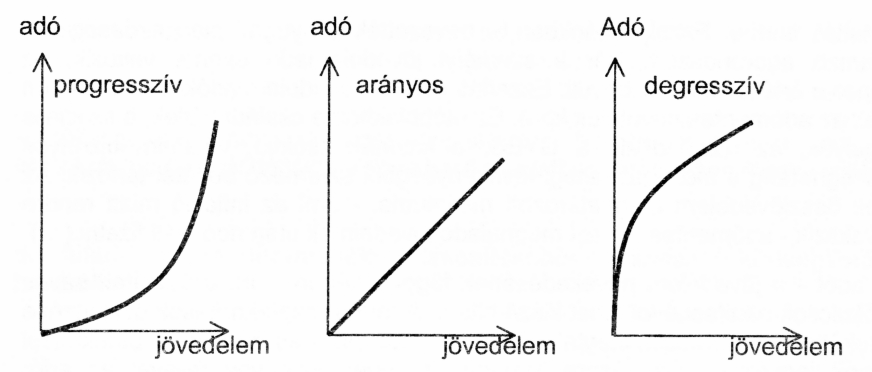 adó
progresszív
jövedelem
adó
arányos
jövedelem
Adó
degresszív
jövedelem